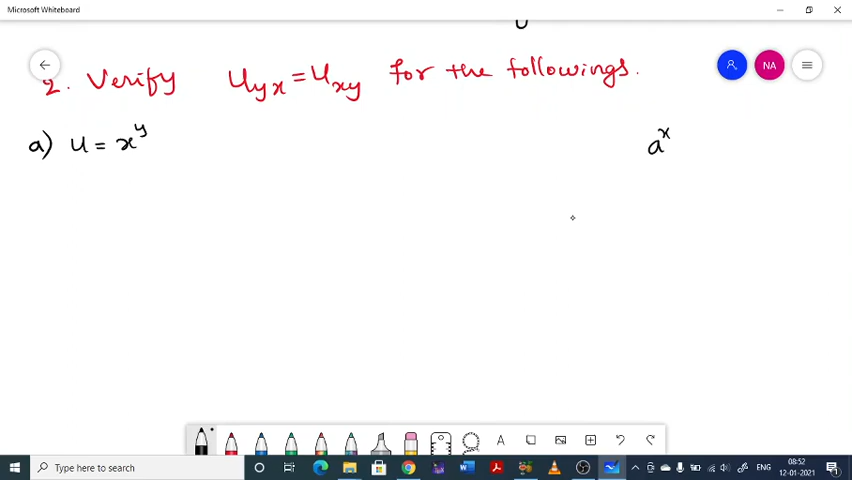 Microsoft Whiteboard
2. Verify u_yx = u_xy for the followings.
NA
a) u = x^y
a^x
A
Type here to search
ENG
08:52
12-01-2021